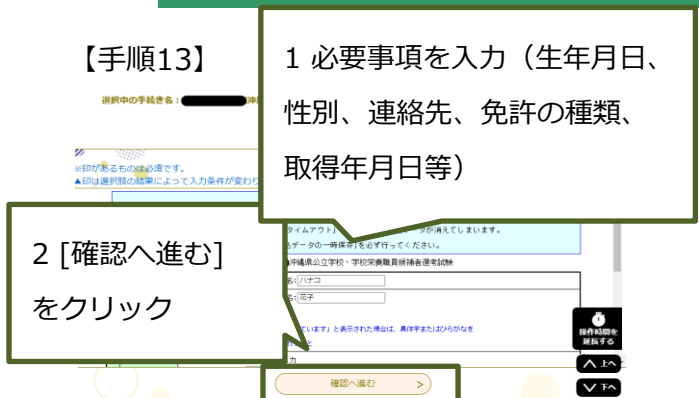 【手順13】
1 必要事項を入力（生年月日、
性別、連絡先、免許の種類、
取得年月日等）
選択中の手続き名：
※印があるものは必須です。
▲印は選択肢の結果によって入力条件が変わり
タイムアウト
データが消えてしまいます。
データの一時保存】を必ず行ってください。
沖縄県公立学校・学校栄養職員候補者選考試験
名：ハナコ
名：花子
ています」と表示された場合は、具体字またはひらがなを
こと
力
2 [確認へ進む]
をクリック
確認へ進む >
操作時間を
延長する
上へ
下へ